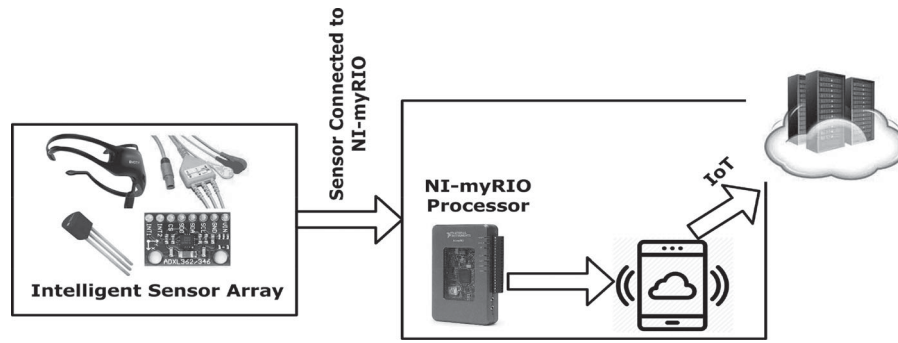 Sensor Connected to
NI-myRIO
IoT
NI-myRIO
Processor
ADXL362/346
Intelligent Sensor Array